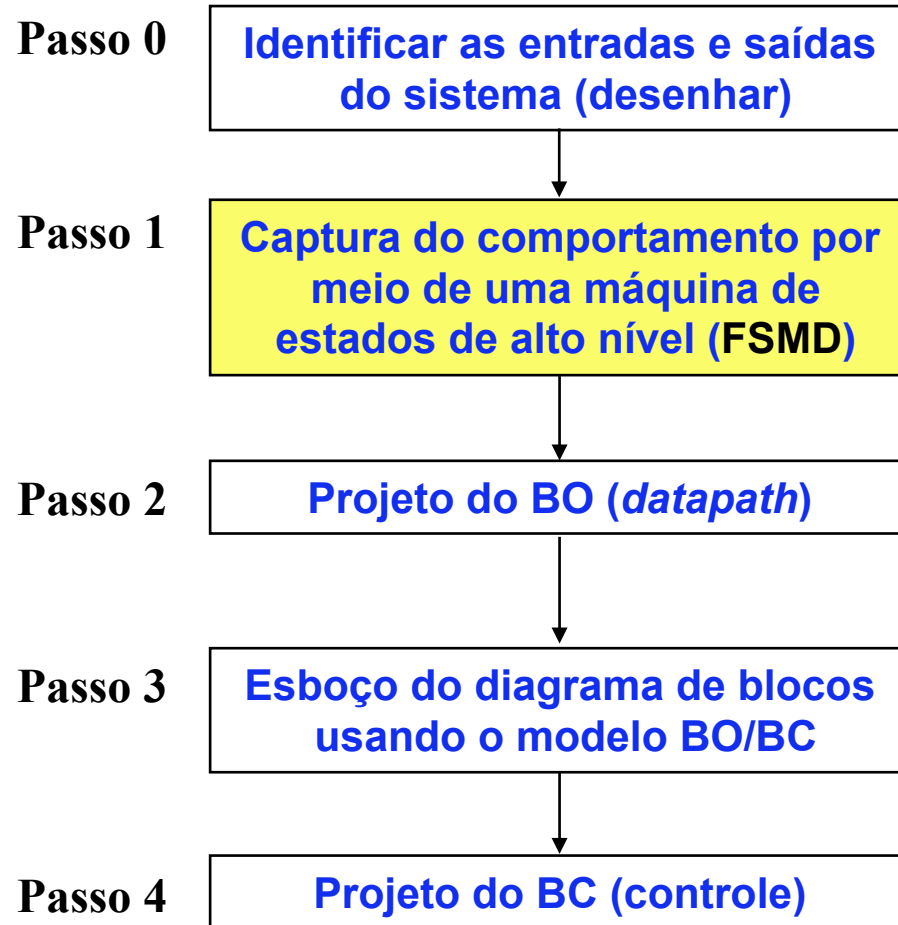 Passo 0
Identificar as entradas e saídas
do sistema (desenhar)
Passo 1
Captura do comportamento por
meio de uma máquina de
estados de alto nível (FSMD)
Passo 2
Projeto do BO (datapath)
Passo 3
Esboço do diagrama de blocos
usando o modelo BO/BC
Passo 4
Projeto do BC (controle)